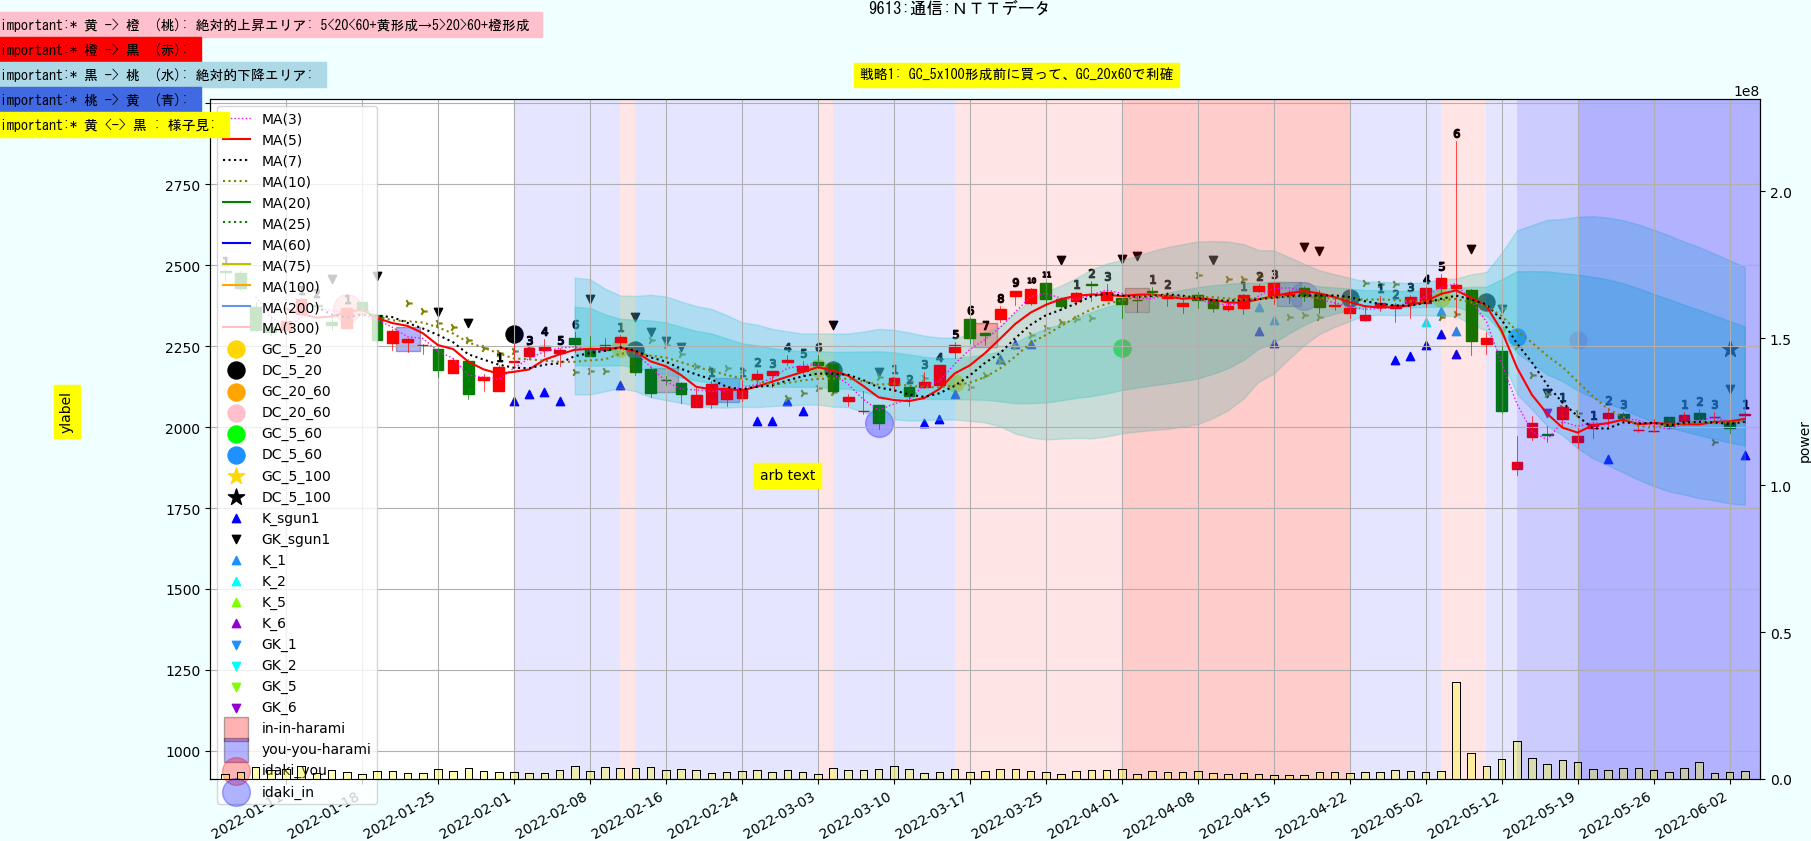 9613:通信:ＮＴＴデータ
important:* 黄 -> 橙 (桃): 絶対的上昇エリア: 5<20<60+黄形成→5>20>60+橙形成
important:* 橙 -> 黒 (赤):
important:* 黒 -> 桃 (水): 絶対的下降エリア:
important:* 桃 -> 黄 (青):
important:* 黄 <-> 黒 : 様子見:
戦略1: GC_5x100形成前に買って、GC_20x60で利確
1e8
MA(3)
MA(5)
MA(7)
MA(10)
MA(20)
MA(25)
MA(60)
MA(75)
MA(100)
MA(200)
MA(300)
GC_5_20
DC_5_20
GC_20_60
DC_20_60
GC_5_60
DC_5_60
GC_5_100
DC_5_100
K_sgun1
GK_sgun1
K_1
K_2
K_5
K_6
GK_1
GK_2
GK_5
GK_6
in-in-harami
you-you-harami
idaki_you
idaki_in
2750
2500
2250
2000
1750
1500
1250
1000
ylabel
arb text
2.0
1.5
1.0
0.5
0.0
power
2022-01-11
2022-01-18
2022-01-25
2022-02-01
2022-02-08
2022-02-16
2022-02-24
2022-03-03
2022-03-10
2022-03-17
2022-03-25
2022-04-01
2022-04-08
2022-04-15
2022-04-22
2022-05-02
2022-05-12
2022-05-19
2022-05-26
2022-06-02